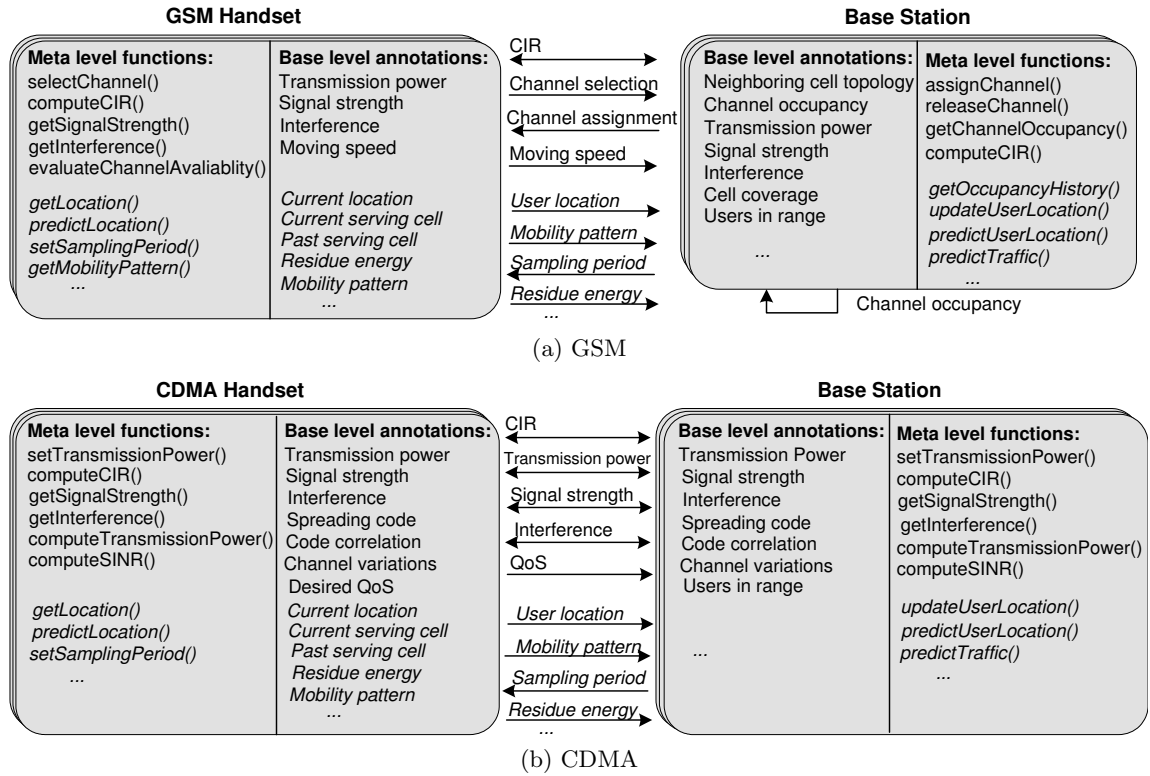 GSM Handset
Meta level functions:
selectChannel()
computeCIR()
getSignalStrength()
getInterference()
evaluateChannelAvaliablity()
getLocation()
predictLocation()
setSamplingPeriod()
getMobilityPattern()
...
Base level annotations:
Transmission power
Signal strength
Interference
Moving speed
Current location
Current serving cell
Past serving cell
Residue energy
Mobility pattern
...
CIR
Channel selection
Channel assignment
Moving speed
User location
Mobility pattern
Sampling period
Residue energy
...
Base Station
Base level annotations:
Neighboring cell topology
Channel occupancy
Transmission power
Signal strength
Interference
Cell coverage
Users in range
...
Meta level functions:
assignChannel()
releaseChannel()
getChannelOccupancy()
computeCIR()
getOccupancyHistory()
updateUserLocation()
predictUserLocation()
predictTraffic()
...
Channel occupancy
(a) GSM
CDMA Handset
Meta level functions:
setTransmissionPower()
computeCIR()
getSignalStrength()
getInterference()
computeTransmissionPower()
computeSINR()
getLocation()
predictLocation()
setSamplingPeriod()
...
Base level annotations:
Transmission power
Signal strength
Interference
Spreading code
Code correlation
Channel variations
Desired QoS
Current location
Current serving cell
Past serving cell
Residue energy
Mobility pattern
...
CIR
Transmission power
Signal strength
Interference
QoS
User location
Mobility pattern
Sampling period
Residue energy
...
Base Station
Base level annotations:
Transmission Power
Signal strength
Interference
Spreading code
Code correlation
Channel variations
Users in range
...
Meta level functions:
setTransmissionPower()
computeCIR()
getSignalStrength()
getInterference()
computeTransmissionPower()
computeSINR()
updateUserLocation()
predictUserLocation()
predictTraffic()
...
(b) CDMA